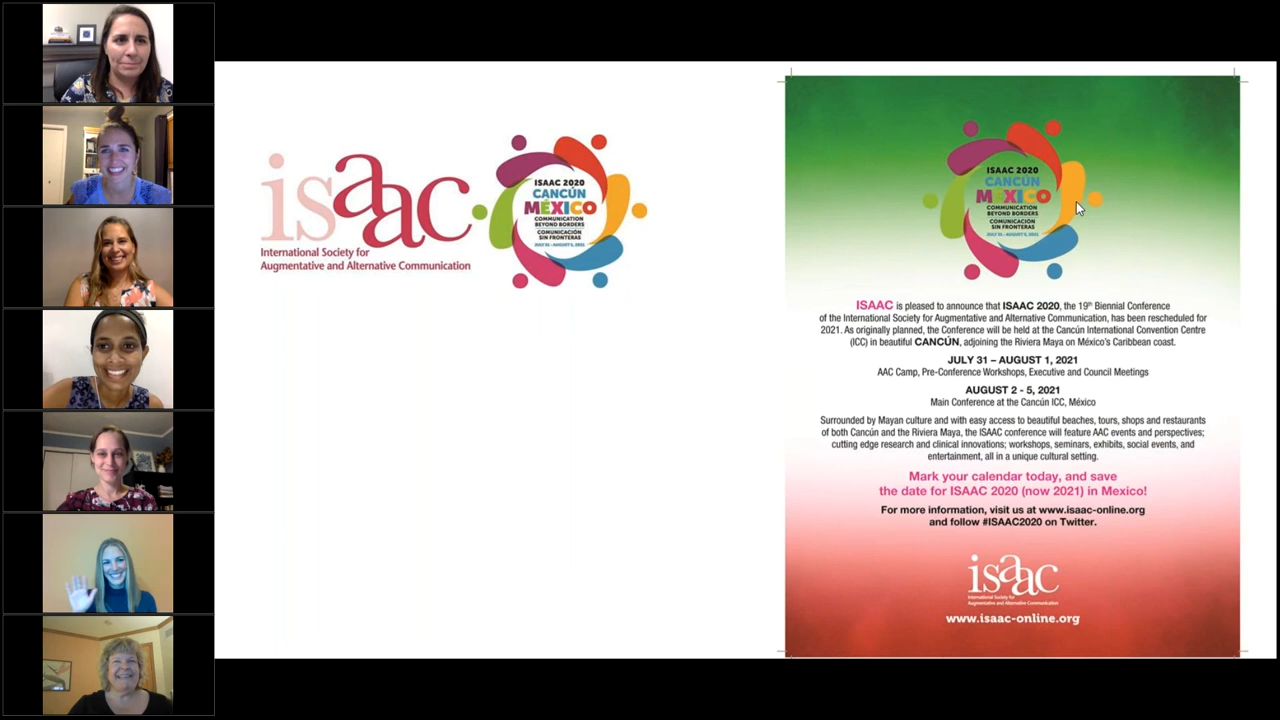 isaac
International Society for
Augmentative and Alternative Communication
ISAAC 2020
CANCÚN
MÉXICO
COMMUNICATION
BEYOND BORDERS
COMUNICACIÓN
SIN FRONTERAS
JULY 31 - AUGUST 5, 2021
ISAAC 2020
CANCÚN
MÉXICO
COMMUNICATION
BEYOND BORDERS
COMUNICACIÓN
SIN FRONTERAS
JULY 31 - AUGUST 5, 2021
ISAAC is pleased to announce that ISAAC 2020, the 19th Biennial Conference
of the International Society for Augmentative and Alternative Communication, has been rescheduled for
2021. As originally planned, the Conference will be held at the Cancún International Convention Centre
(ICC) in beautiful CANCÚN, adjoining the Riviera Maya on México's Caribbean coast.
JULY 31 – AUGUST 1, 2021
AAC Camp, Pre-Conference Workshops, Executive and Council Meetings
AUGUST 2 - 5, 2021
Main Conference at the Cancún ICC, México
Surrounded by Mayan culture and with easy access to beautiful beaches, tours, shops and restaurants
of both Cancún and the Riviera Maya, the ISAAC conference will feature AAC events and perspectives;
cutting edge research and clinical innovations; workshops, seminars, exhibits, social events, and
entertainment, all in a unique cultural setting.
Mark your calendar today, and save
the date for ISAAC 2020 (now 2021) in Mexico!
For more information, visit us at www.isaac-online.org
and follow #ISAAC2020 on Twitter.
isaac
International Society for
Augmentative and Alternative Communication
www.isaac-online.org